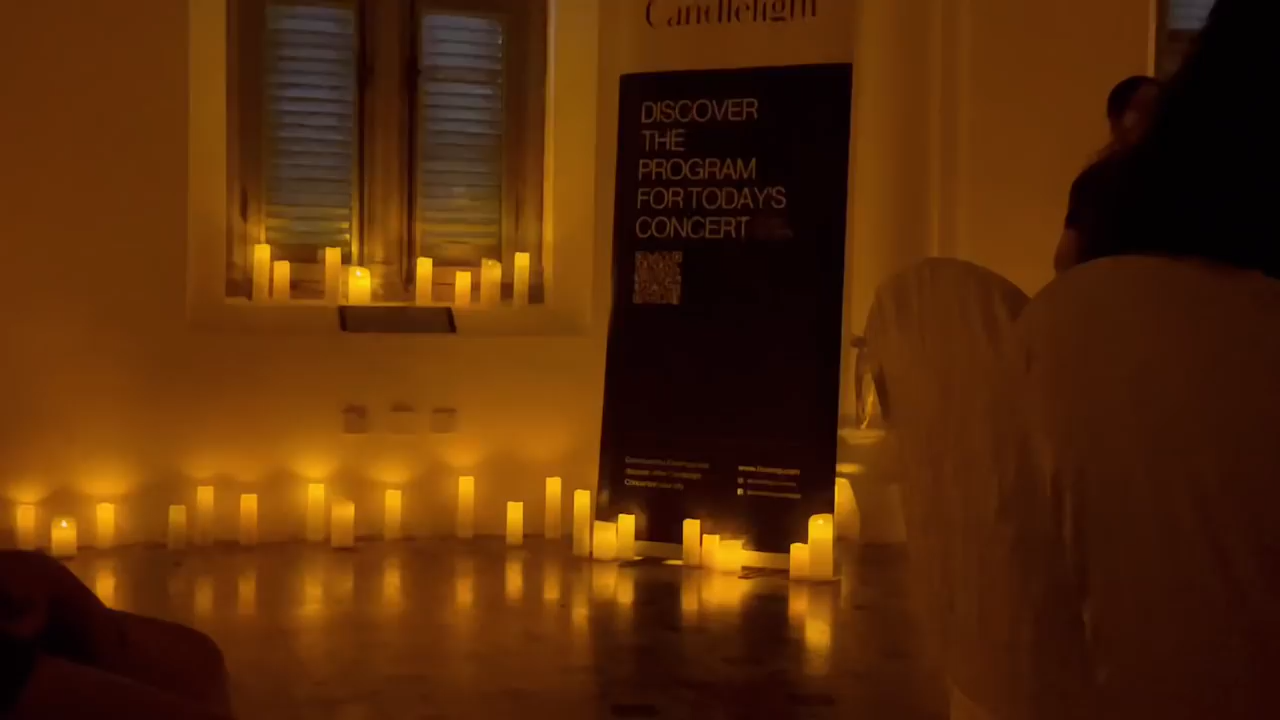 Candlelight
DISCOVER
THE
PROGRAM
FOR TODAY'S
CONCERT